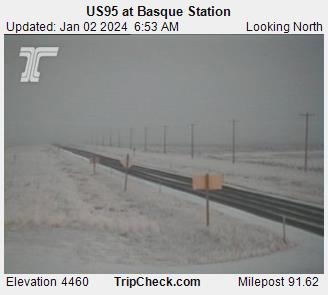 US95 at Basque Station
Updated: Jan 02 2024 6:53 AM Looking North
Elevation 4460 TripCheck.com Milepost 91.62